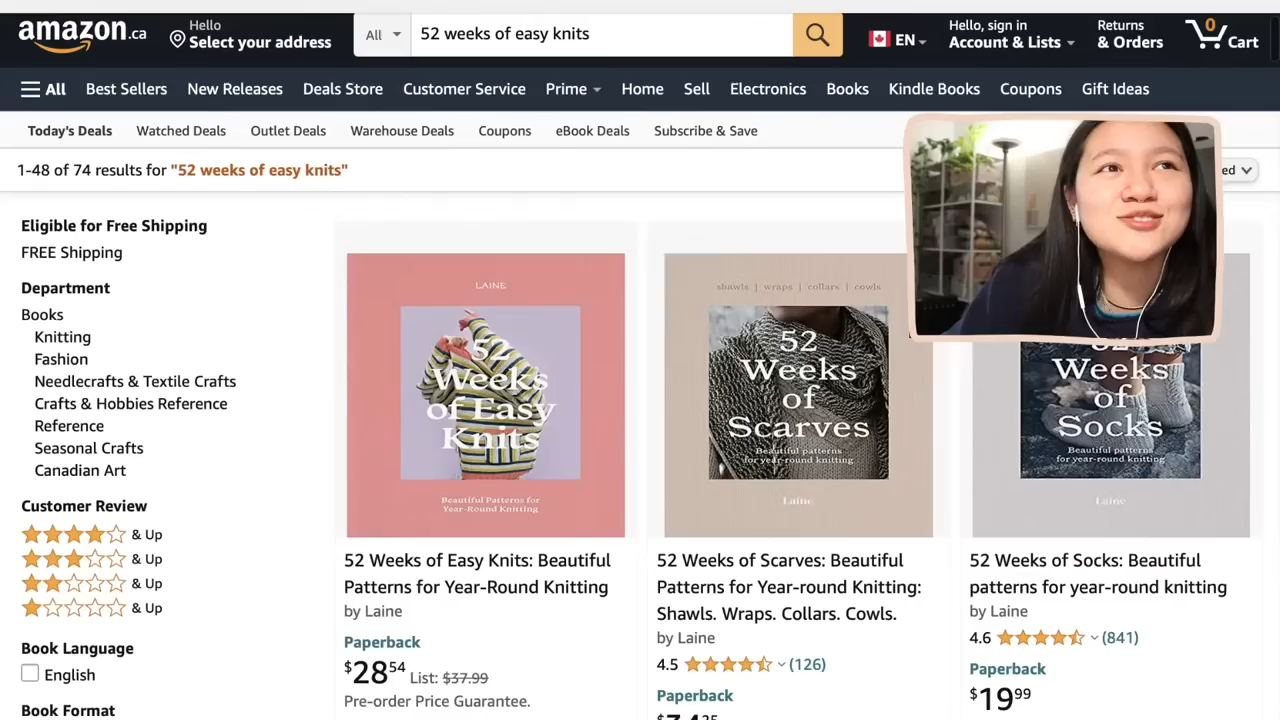 amazon.ca
Hello
Select your address
All
52 weeks of easy knits
EN
Hello, sign in
Account & Lists
Returns
& Orders
0
Cart
All
Best Sellers
New Releases
Deals Store
Customer Service
Prime
Home
Sell
Electronics
Books
Kindle Books
Coupons
Gift Ideas
Today's Deals
Watched Deals
Outlet Deals
Warehouse Deals
Coupons
eBook Deals
Subscribe & Save
1-48 of 74 results for "52 weeks of easy knits"
Eligible for Free Shipping
FREE Shipping
Department
Books
Knitting
Fashion
Needlecrafts & Textile Crafts
Crafts & Hobbies Reference
Reference
Seasonal Crafts
Canadian Art
Customer Review
& Up
& Up
& Up
& Up
Book Language
English
Book Format
LAINE
52
Weeks
of Easy
Knits
Beautiful Patterns for
Year-Round Knitting
52 Weeks of Easy Knits: Beautiful
Patterns for Year-Round Knitting
by Laine
Paperback
$28.54 List: $37.99
Pre-order Price Guarantee.
shawls | wraps | collars | cowls
52
Weeks
of
Scarves
Beautiful patterns
for year-round knitting
Laine
52 Weeks of Scarves: Beautiful
Patterns for Year-round Knitting:
Shawls. Wraps. Collars. Cowls.
by Laine
4.5 (126)
Paperback
Weeks
of
Socks
Beautiful patterns
for year-round knitting
Laine
52 Weeks of Socks: Beautiful
patterns for year-round knitting
by Laine
4.6 (841)
Paperback
$19.99